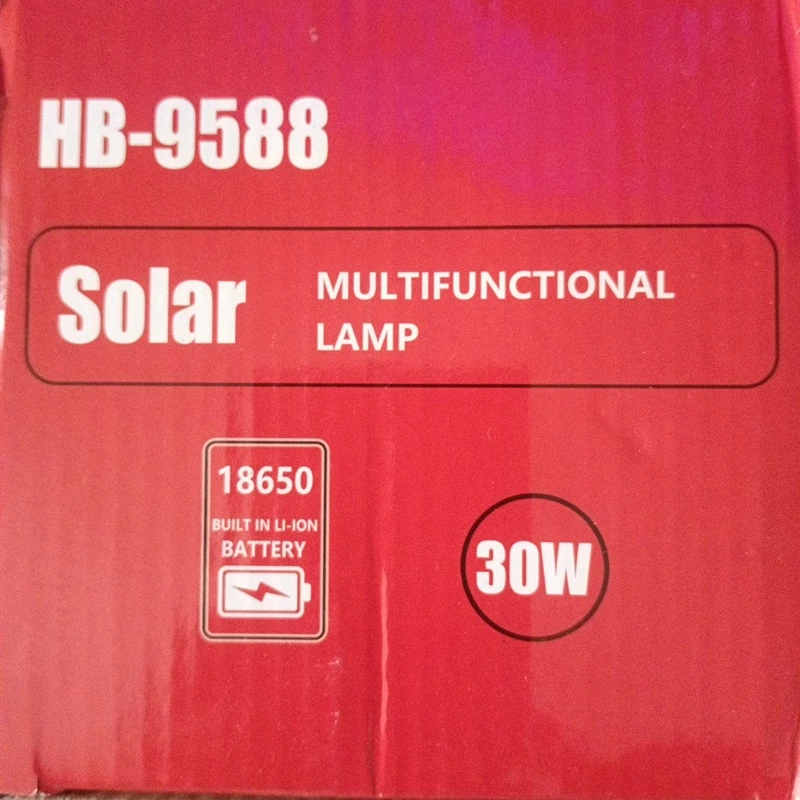 HB-9588
Solar
MULTIFUNCTIONAL
LAMP
18650
BUILT IN LI-ION
BATTERY
30W